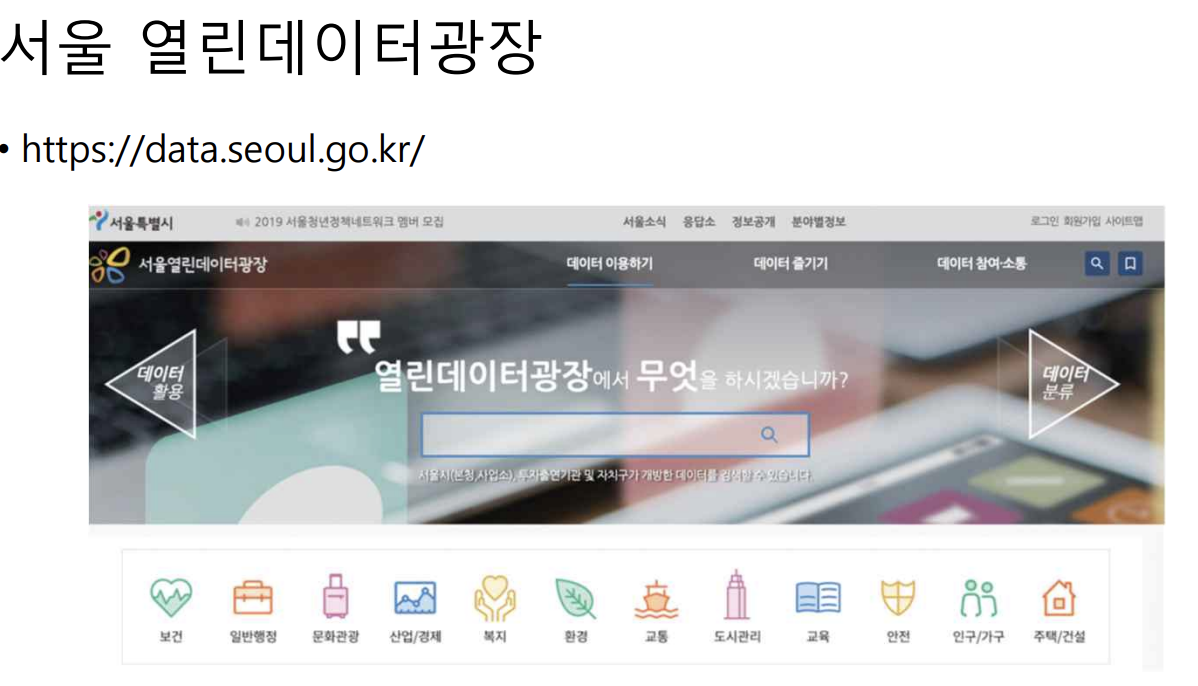 서울 열린데이터광장
• https://data.seoul.go.kr/
서울특별시 2019 서울청년정책네트워크 멤버 모집 서울소식 응답소 정보공개 분야별정보 로그인 회원가입 사이트맵
서울열린데이터광장 데이터 이용하기 데이터 즐기기 데이터 참여·소통
데이터
활용
열린데이터광장에서 무엇을 하시겠습니까?
데이터
분류
서울시(본청,사업소), 투자출연기관 및 자치구가 개방한 데이터를 검색할 수 있습니다.
보건 일반행정 문화관광 산업/경제 복지 환경 교통 도시관리 교육 안전 인구/가구 주택/건설